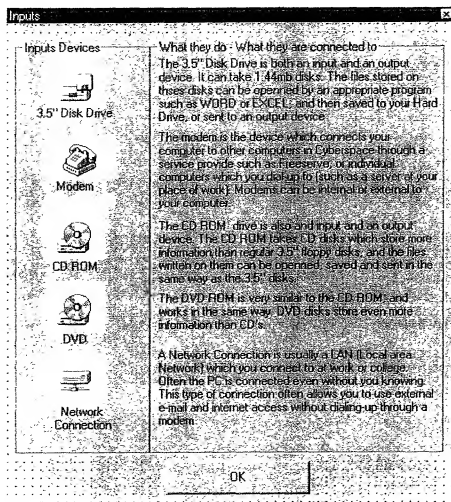 Inputs
Inputs Devices
3.5" Disk Drive
Modem
CD ROM
DVD
Network
Connection
What they do - What they are connected to
The 3.5" Disk Drive is both an input and an output
device. It can take 1.44mb disks. The files stored on
thses disks can be openned by an appropriate program
such as WORD or EXCEL, and then saved to your Hard
Drive, or sent to an output device
The modem is the device which connects your
computer to other computers in Cyberspace through a
service provide such as Freeserve, or individual
computers which you dial-up to (such as a server of your
place of work). Modems can be internal or external to
your computer.
The CD ROM drive is also and input and an output
device. The CD ROM takes CD disks which store more
information than regular 3.5" floppy disks, and the files
written on them can be openned, saved and sent in the
same way as the 3.5" disks.
The DVD ROM is very similar to the CD ROM, and
works in the same way. DVD disks store even more
information than CD's.
A Network Connection is usually a LAN (Local area
Network) which you connect to at work or college.
Often the PC is connected even without you knowing.
This type of connection often allows you to use external
e-mail and internet access without dialing-up through a
modem
OK